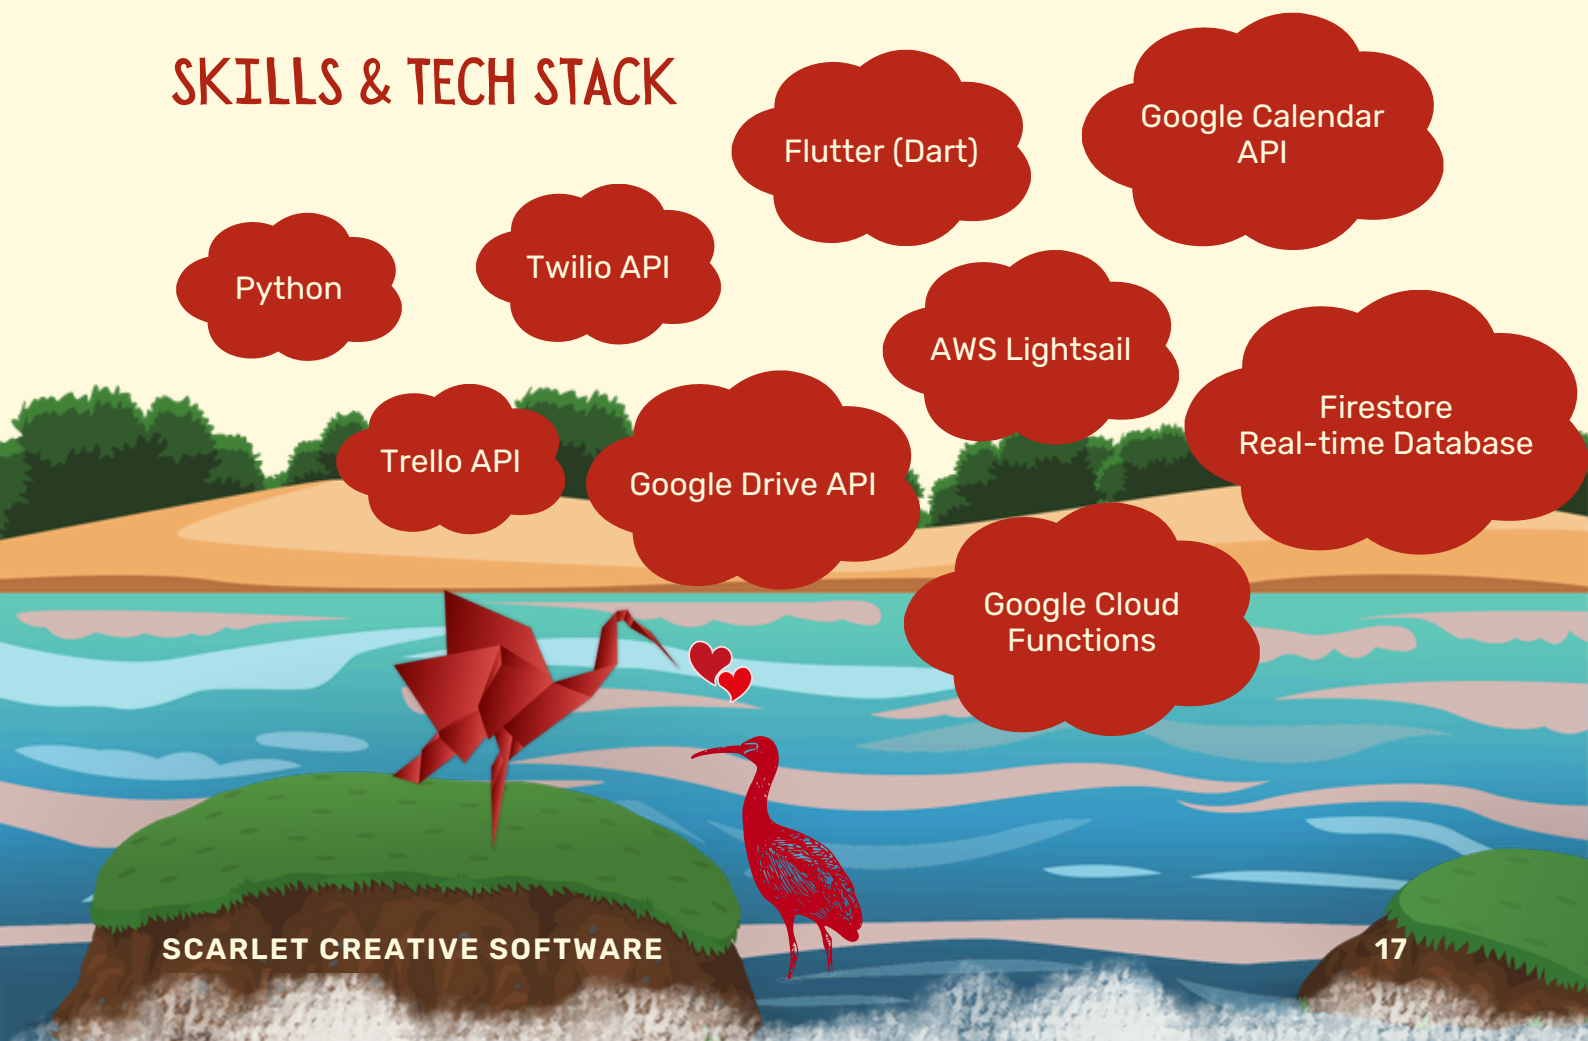 SKILLS & TECH STACK
Flutter (Dart)
Google Calendar
API
Python
Twilio API
AWS Lightsail
Firestore
Real-time Database
Trello API
Google Drive API
Google Cloud
Functions
SCARLET CREATIVE SOFTWARE
17